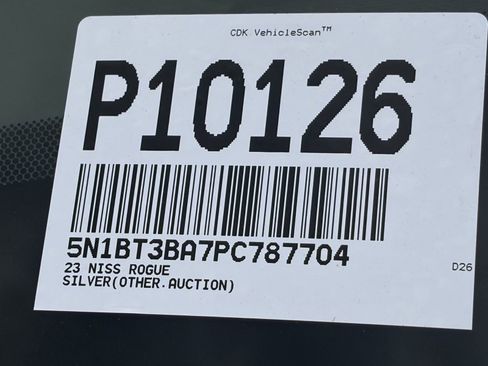 CDK VehicleScan™
P10126
5N1BT3BA7PC787704
23 NISS ROGUE
D26
SILVER(OTHER.AUCTION)